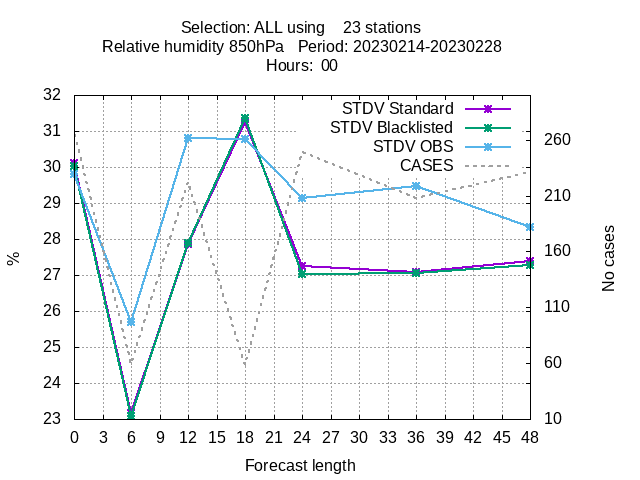 Selection: ALL using    23 stations
Relative humidity 850hPa   Period: 20230214-20230228
Hours: 00
STDV Standard
STDV Blacklisted
STDV OBS
CASES
32
31
30
29
28
27
26
25
24
23
260
210
160
110
60
10
%
No cases
0 3 6 9 12 15 18 21 24 27 30 33 36 39 42 45 48
Forecast length